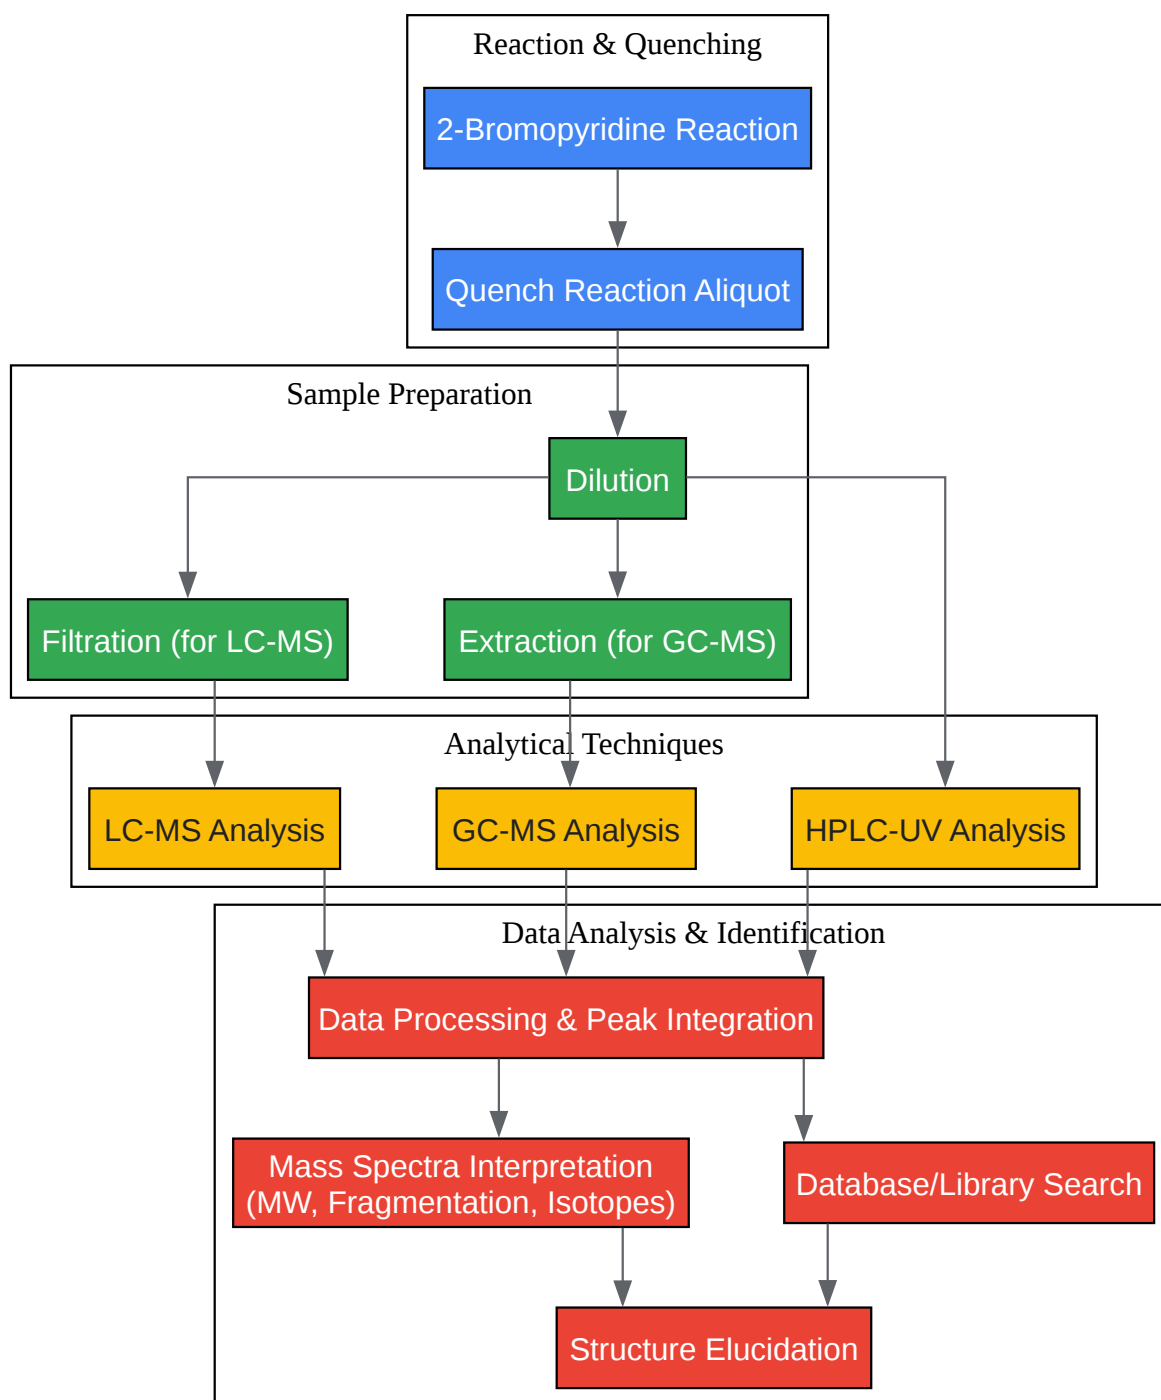 Reaction & Quenching
2-Bromopyridine Reaction
Quench Reaction Aliquot
Sample Preparation
Dilution
Filtration (for LC-MS)
Extraction (for GC-MS)
Analytical Techniques
LC-MS Analysis
GC-MS Analysis
HPLC-UV Analysis
Data Analysis & Identification
Data Processing & Peak Integration
Mass Spectra Interpretation
(MW, Fragmentation, Isotopes)
Database/Library Search
Structure Elucidation